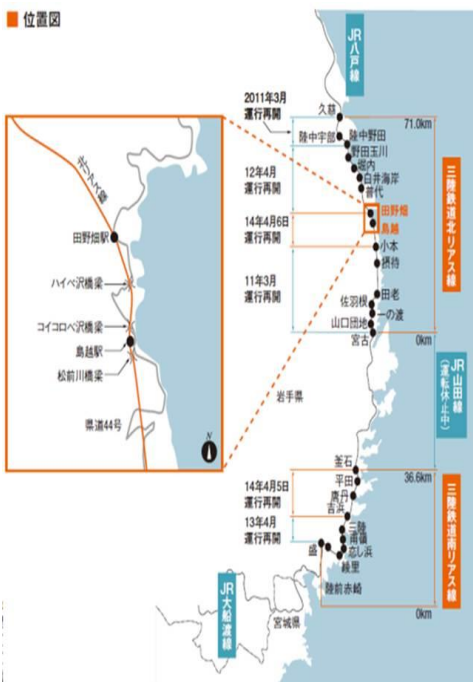 位置図
JR八戸線
2011年3月
運行再開
久慈
71.0km
陸中宇部
陸中野田
野田玉川
堀内
白井海岸
普代
12年4月
運行再開
田野畑
島越
14年4月6日
運行再開
小本
摂待
11年3月
運行再開
田老
佐羽根
一の渡
山口団地
宮古
0km
三陸鉄道北リアス線
北リアス線
田野畑駅
ハイペ沢橋梁
コイコロベ沢橋梁
島越駅
松前川橋梁
県道44号
N
岩手県
JR山田線
(運転休止中)
釜石
36.6km
平田
唐丹
吉浜
14年4月5日
運行再開
13年4月
運行再開
三陸
甫嶺
恋し浜
綾里
盛
陸前赤崎
0km
三陸鉄道南リアス線
JR大船渡線
宮城県